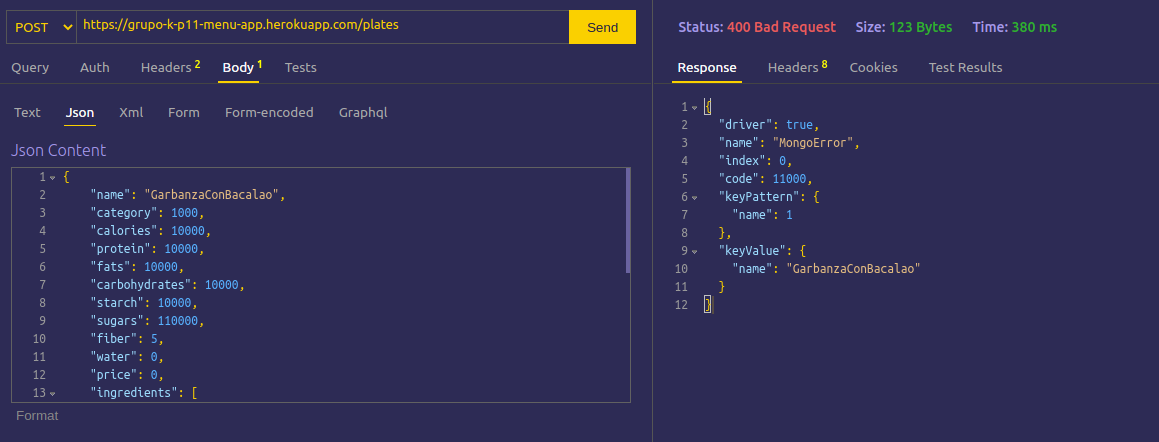 POST https://grupo-k-p11-menu-app.herokuapp.com/plates Send
Query Auth Headers 2 Body 1 Tests
Text Json Xml Form Form-encoded Graphql
Json Content
1 {
2 "name": "GarbanzaConBacalao",
3 "category": 1000,
4 "calories": 10000,
5 "protein": 10000,
6 "fats": 10000,
7 "carbohydrates": 10000,
8 "starch": 10000,
9 "sugars": 110000,
10 "fiber": 5,
11 "water": 0,
12 "price": 0,
13 "ingredients": [
Format
Status: 400 Bad Request Size: 123 Bytes Time: 380 ms
Response Headers 8 Cookies Test Results
1 {
2 "driver": true,
3 "name": "MongoError",
4 "index": 0,
5 "code": 11000,
6 "keyPattern": {
7 "name": 1
8 },
9 "keyValue": {
10 "name": "GarbanzaConBacalao"
11 }
12 }